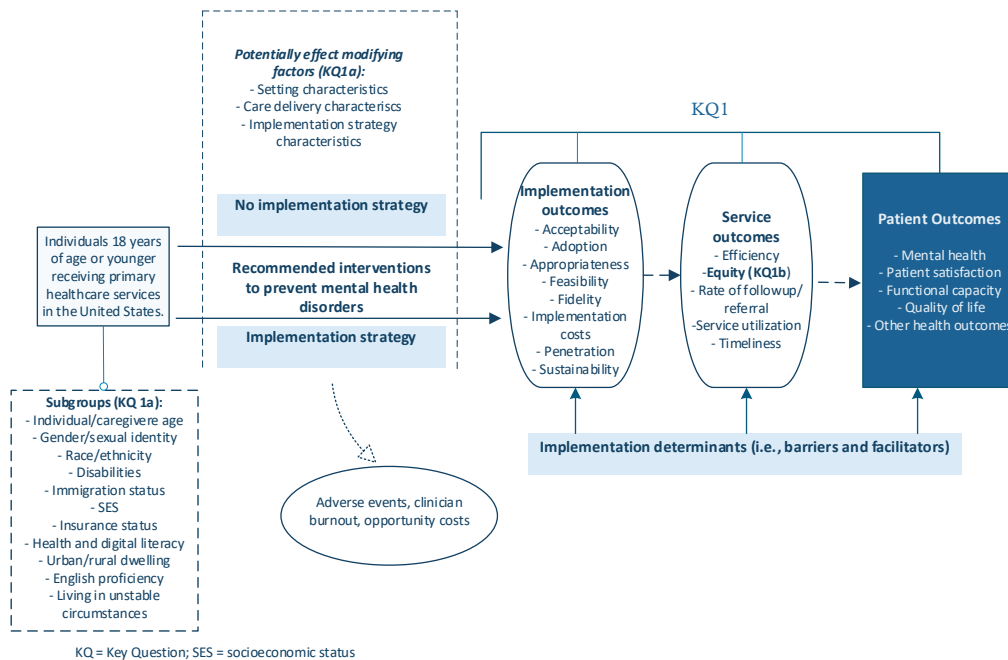 Potentially effect modifying
factors (KQ1a):
- Setting characteristics
- Care delivery characteriscs
- Implementation strategy
characteristics
KQ1
No implementation strategy
Individuals 18 years
of age or younger
receiving primary
healthcare services
in the United States.
Recommended interventions
to prevent mental health
disorders
Implementation strategy
Implementation
outcomes
- Acceptability
- Adoption
- Appropriateness
- Feasibility
- Fidelity
- Implementation
costs
- Penetration
- Sustainability
Service
outcomes
- Efficiency
- Equity (KQ1b)
- Rate of followup/
referral
-Service utilization
- Timeliness
Patient Outcomes
- Mental health
- Patient satisfaction
- Functional capacity
- Quality of life
- Other health outcomes
Subgroups (KQ 1a):
- Individual/caregivere age
- Gender/sexual identity
- Race/ethnicity
- Disabilities
- Immigration status
- SES
- Insurance status
- Health and digital literacy
- Urban/rural dwelling
- English proficiency
- Living in unstable
circumstances
Implementation determinants (i.e., barriers and facilitators)
Adverse events, clinician
burnout, opportunity costs
KQ = Key Question; SES = socioeconomic status